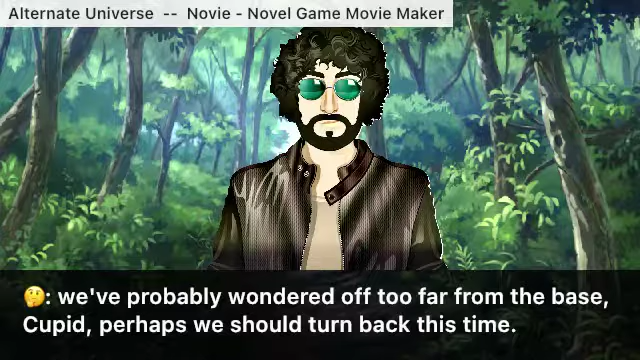 Alternate Universe -- Novie - Novel Game Movie Maker
🤔: we've probably wondered off too far from the base,
Cupid, perhaps we should turn back this time.